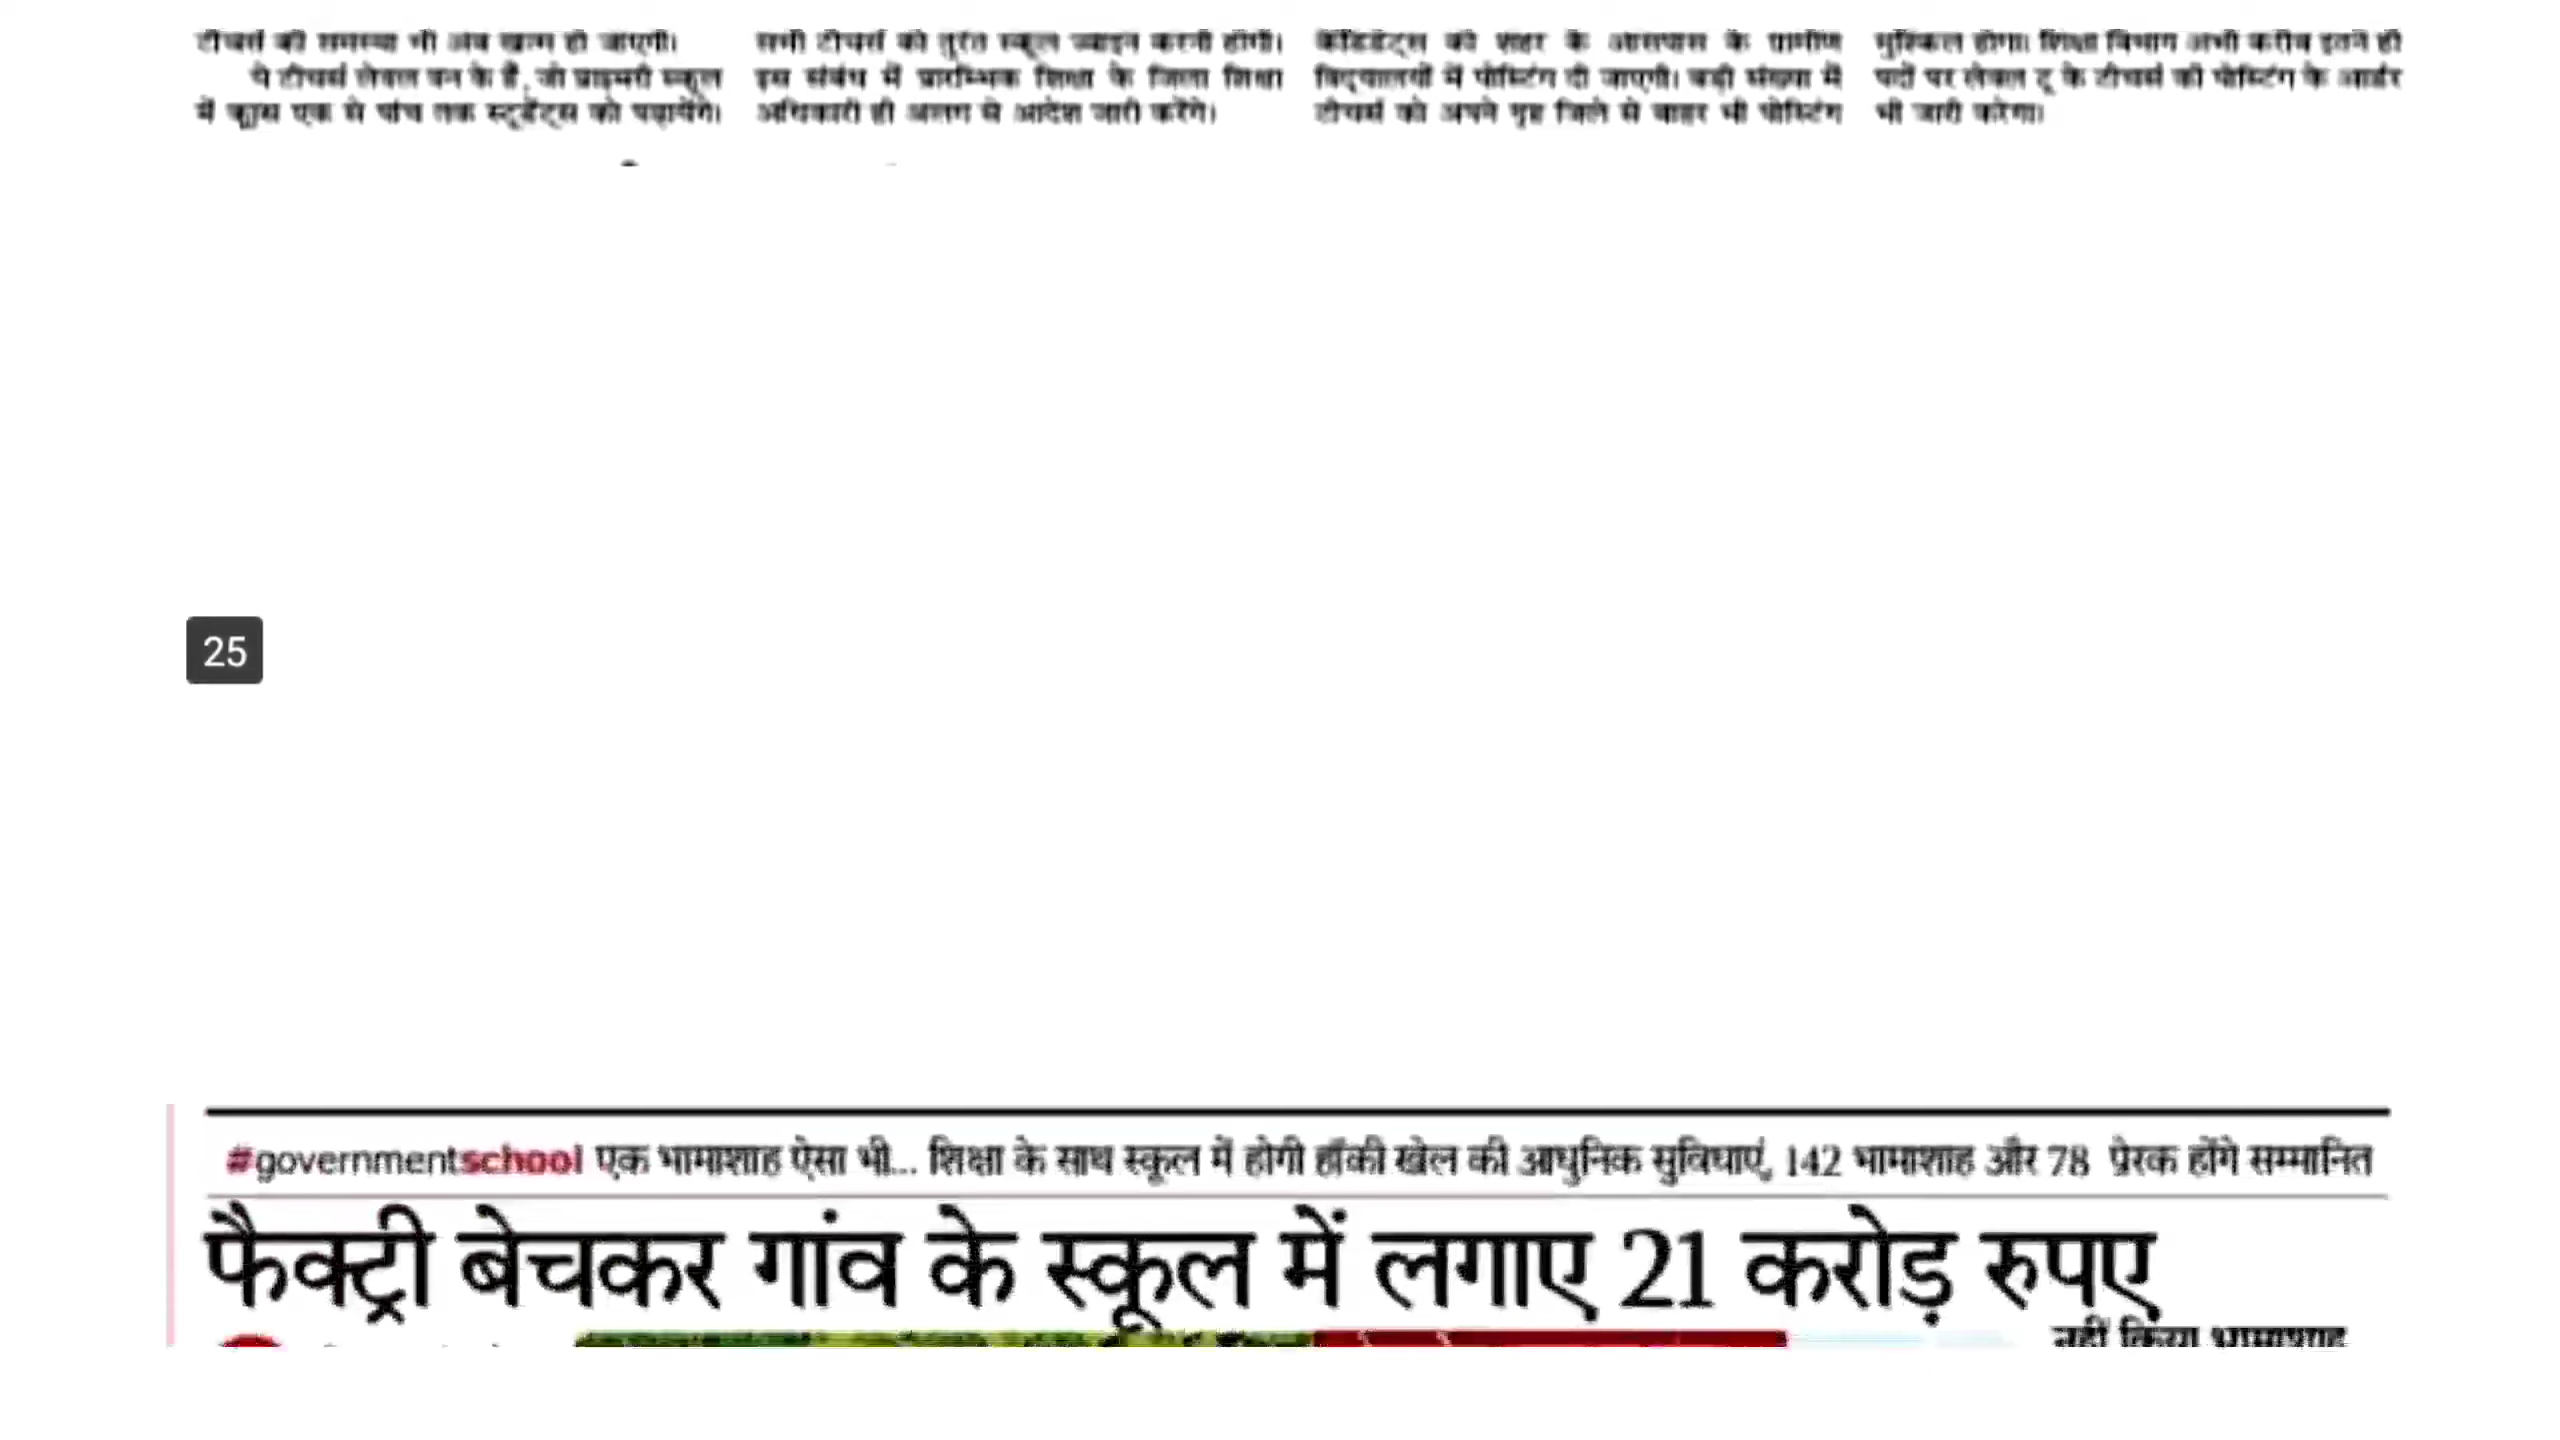 टीचर्स की समस्या भी अब खत्म हो जाएगी।
ये टीचर्स लेवल वन के हैं, जो प्राइमरी स्कूल
में क्लास एक से पांच तक स्टूडेंट्स को पढ़ायेंगे।
सभी टीचर्स को तुरंत स्कूल ज्वाइन करनी होगी।
इस संबंध में प्रारम्भिक शिक्षा के जिला शिक्षा
अधिकारी ही अलग से आदेश जारी करेंगे।
कैंडिडेट्स को शहर के आसपास के ग्रामीण
विद्यालयों में पोस्टिंग दी जाएगी। बड़ी संख्या में
टीचर्स को अपने गृह जिले से बाहर भी पोस्टिंग
मुश्किल होगा। शिक्षा विभाग अभी करीब इतने ही
पदों पर लेवल टू के टीचर्स की पोस्टिंग के आर्डर
भी जारी करेगा।
25
#governmentschool एक भामाशाह ऐसा भी... शिक्षा के साथ स्कूल में होगी हॉकी खेल की आधुनिक सुविधाएं, 142 भामाशाह और 78 प्रेरक होंगे सम्मानित
फैक्ट्री बेचकर गांव के स्कूल में लगाए 21 करोड़ रुपए
नहीं किया भामाशाह